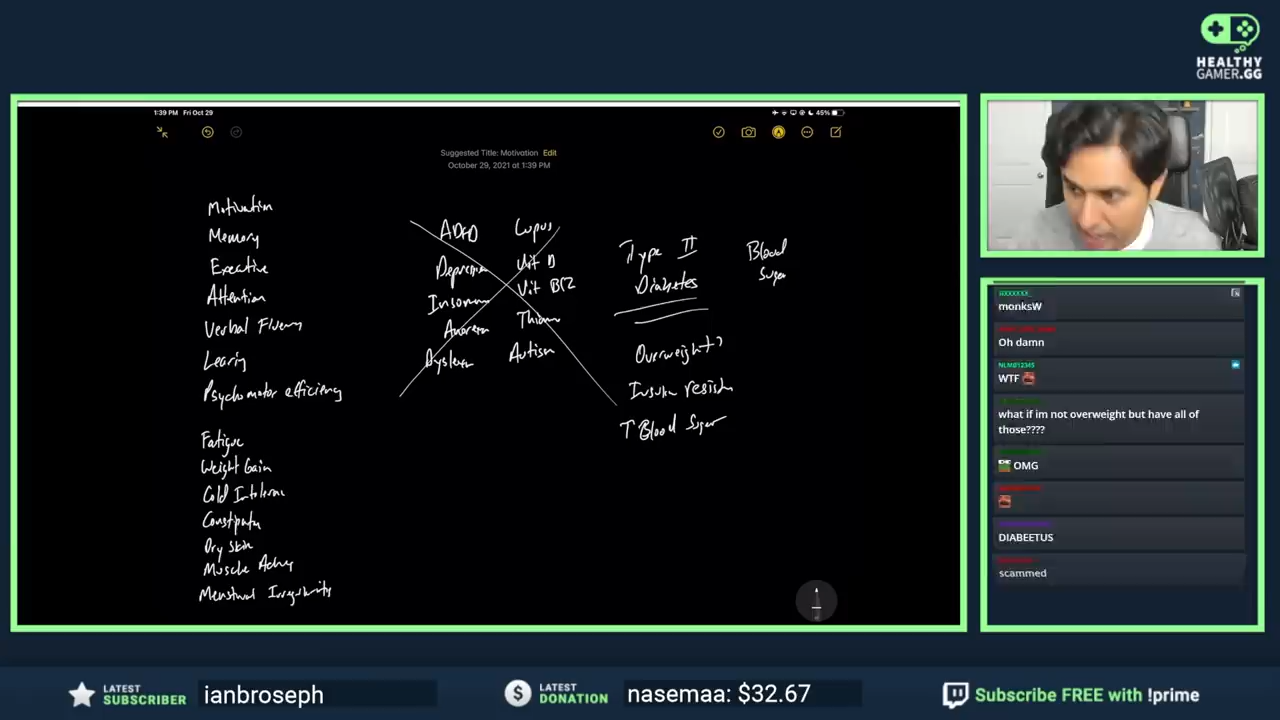 HEALTHY
GAMER.GG
1:39 PM Fri Oct 29
45%
Suggested Title: Motivation Edit
October 29, 2021 at 1:39 PM
Motivation
Memory
Executive
Attention
Verbal Fluency
Learing
Psychomotor efficiency
Fatigue
Weight Gain
Cold Intolerance
Constipation
Dry Skin
Muscle Aches
Menstrual Irregularity
ADHD
Depression
Insomnia
Dyslexia
Lupus
Vit D
Vit B12
Autism
Type II
Diabetes
Overweight?
Insulin resist
↑ Blood Sugar
Blood
Sugar
monksW
Oh damn
NLM012345
WTF
what if im not overweight but have all of
those????
OMG
DIABEETUS
scammed
LATEST
SUBSCRIBER
ianbroseph
LATEST
DONATION
nasemaa: $32.67
Subscribe FREE with !prime